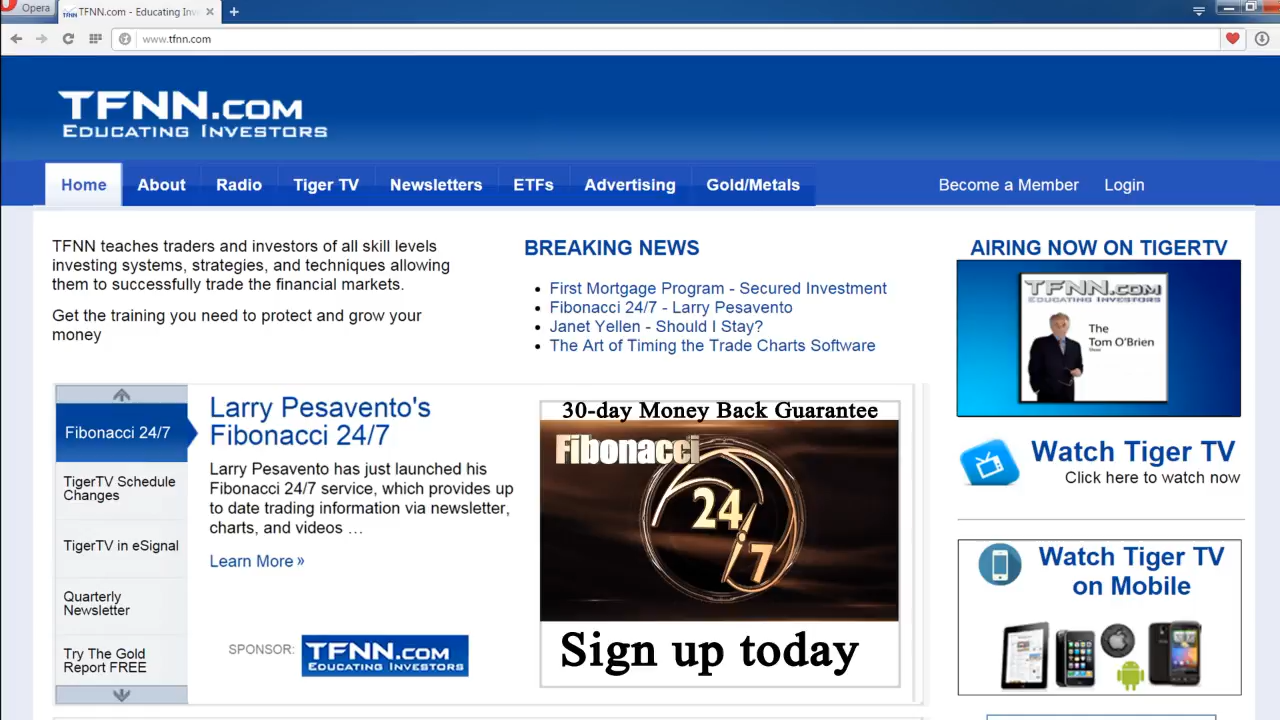 Opera
TFNN.com - Educating Inv
www.tfnn.com
TFNN.COM
EDUCATING INVESTORS
Home About Radio Tiger TV Newsletters ETFs Advertising Gold/Metals Become a Member Login
TFNN teaches traders and investors of all skill levels
investing systems, strategies, and techniques allowing
them to successfully trade the financial markets.
Get the training you need to protect and grow your
money
BREAKING NEWS
First Mortgage Program - Secured Investment
Fibonacci 24/7 - Larry Pesavento
Janet Yellen - Should I Stay?
The Art of Timing the Trade Charts Software
AIRING NOW ON TIGERTV
TFNN.COM
EDUCATING INVESTORS
The
Tom O'Brien
Show
Watch Tiger TV
Click here to watch now
Watch Tiger TV
on Mobile
Fibonacci 24/7
TigerTV Schedule
Changes
TigerTV in eSignal
Quarterly
Newsletter
Try The Gold
Report FREE
Larry Pesavento's
Fibonacci 24/7
Larry Pesavento has just launched his
Fibonacci 24/7 service, which provides up
to date trading information via newsletter,
charts, and videos …
Learn More »
SPONSOR:
TFNN.COM
EDUCATING INVESTORS
30-day Money Back Guarantee
Fibonacci
24/7
Sign up today